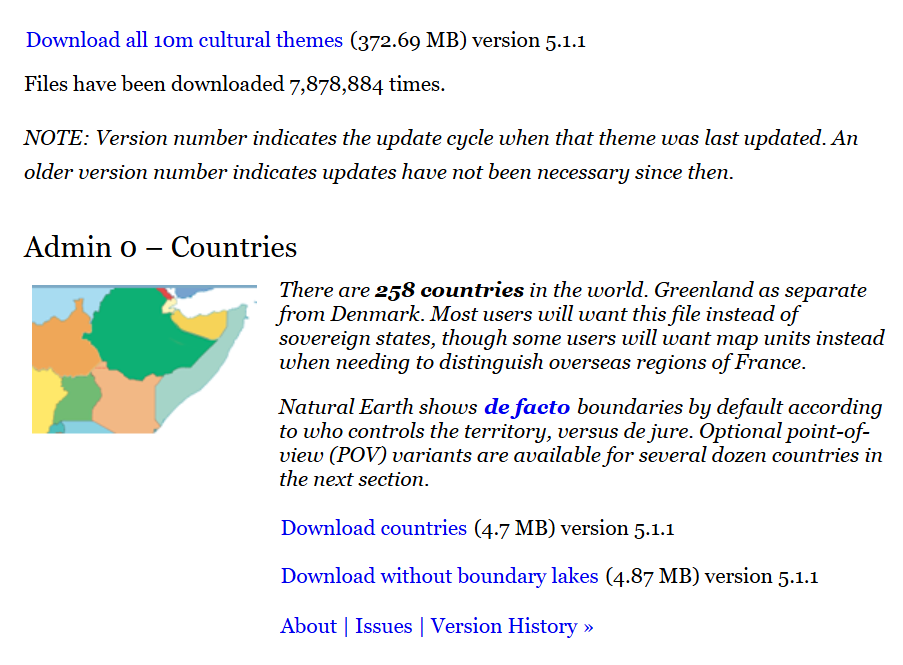 Download all 10m cultural themes (372.69 MB) version 5.1.1
Files have been downloaded 7,878,884 times.
NOTE: Version number indicates the update cycle when that theme was last updated. An
older version number indicates updates have not been necessary since then.
Admin 0 – Countries
There are 258 countries in the world. Greenland as separate
from Denmark. Most users will want this file instead of
sovereign states, though some users will want map units instead
when needing to distinguish overseas regions of France.
Natural Earth shows de facto boundaries by default according
to who controls the territory, versus de jure. Optional point-of-
view (POV) variants are available for several dozen countries in
the next section.
Download countries (4.7 MB) version 5.1.1
Download without boundary lakes (4.87 MB) version 5.1.1
About | Issues | Version History »